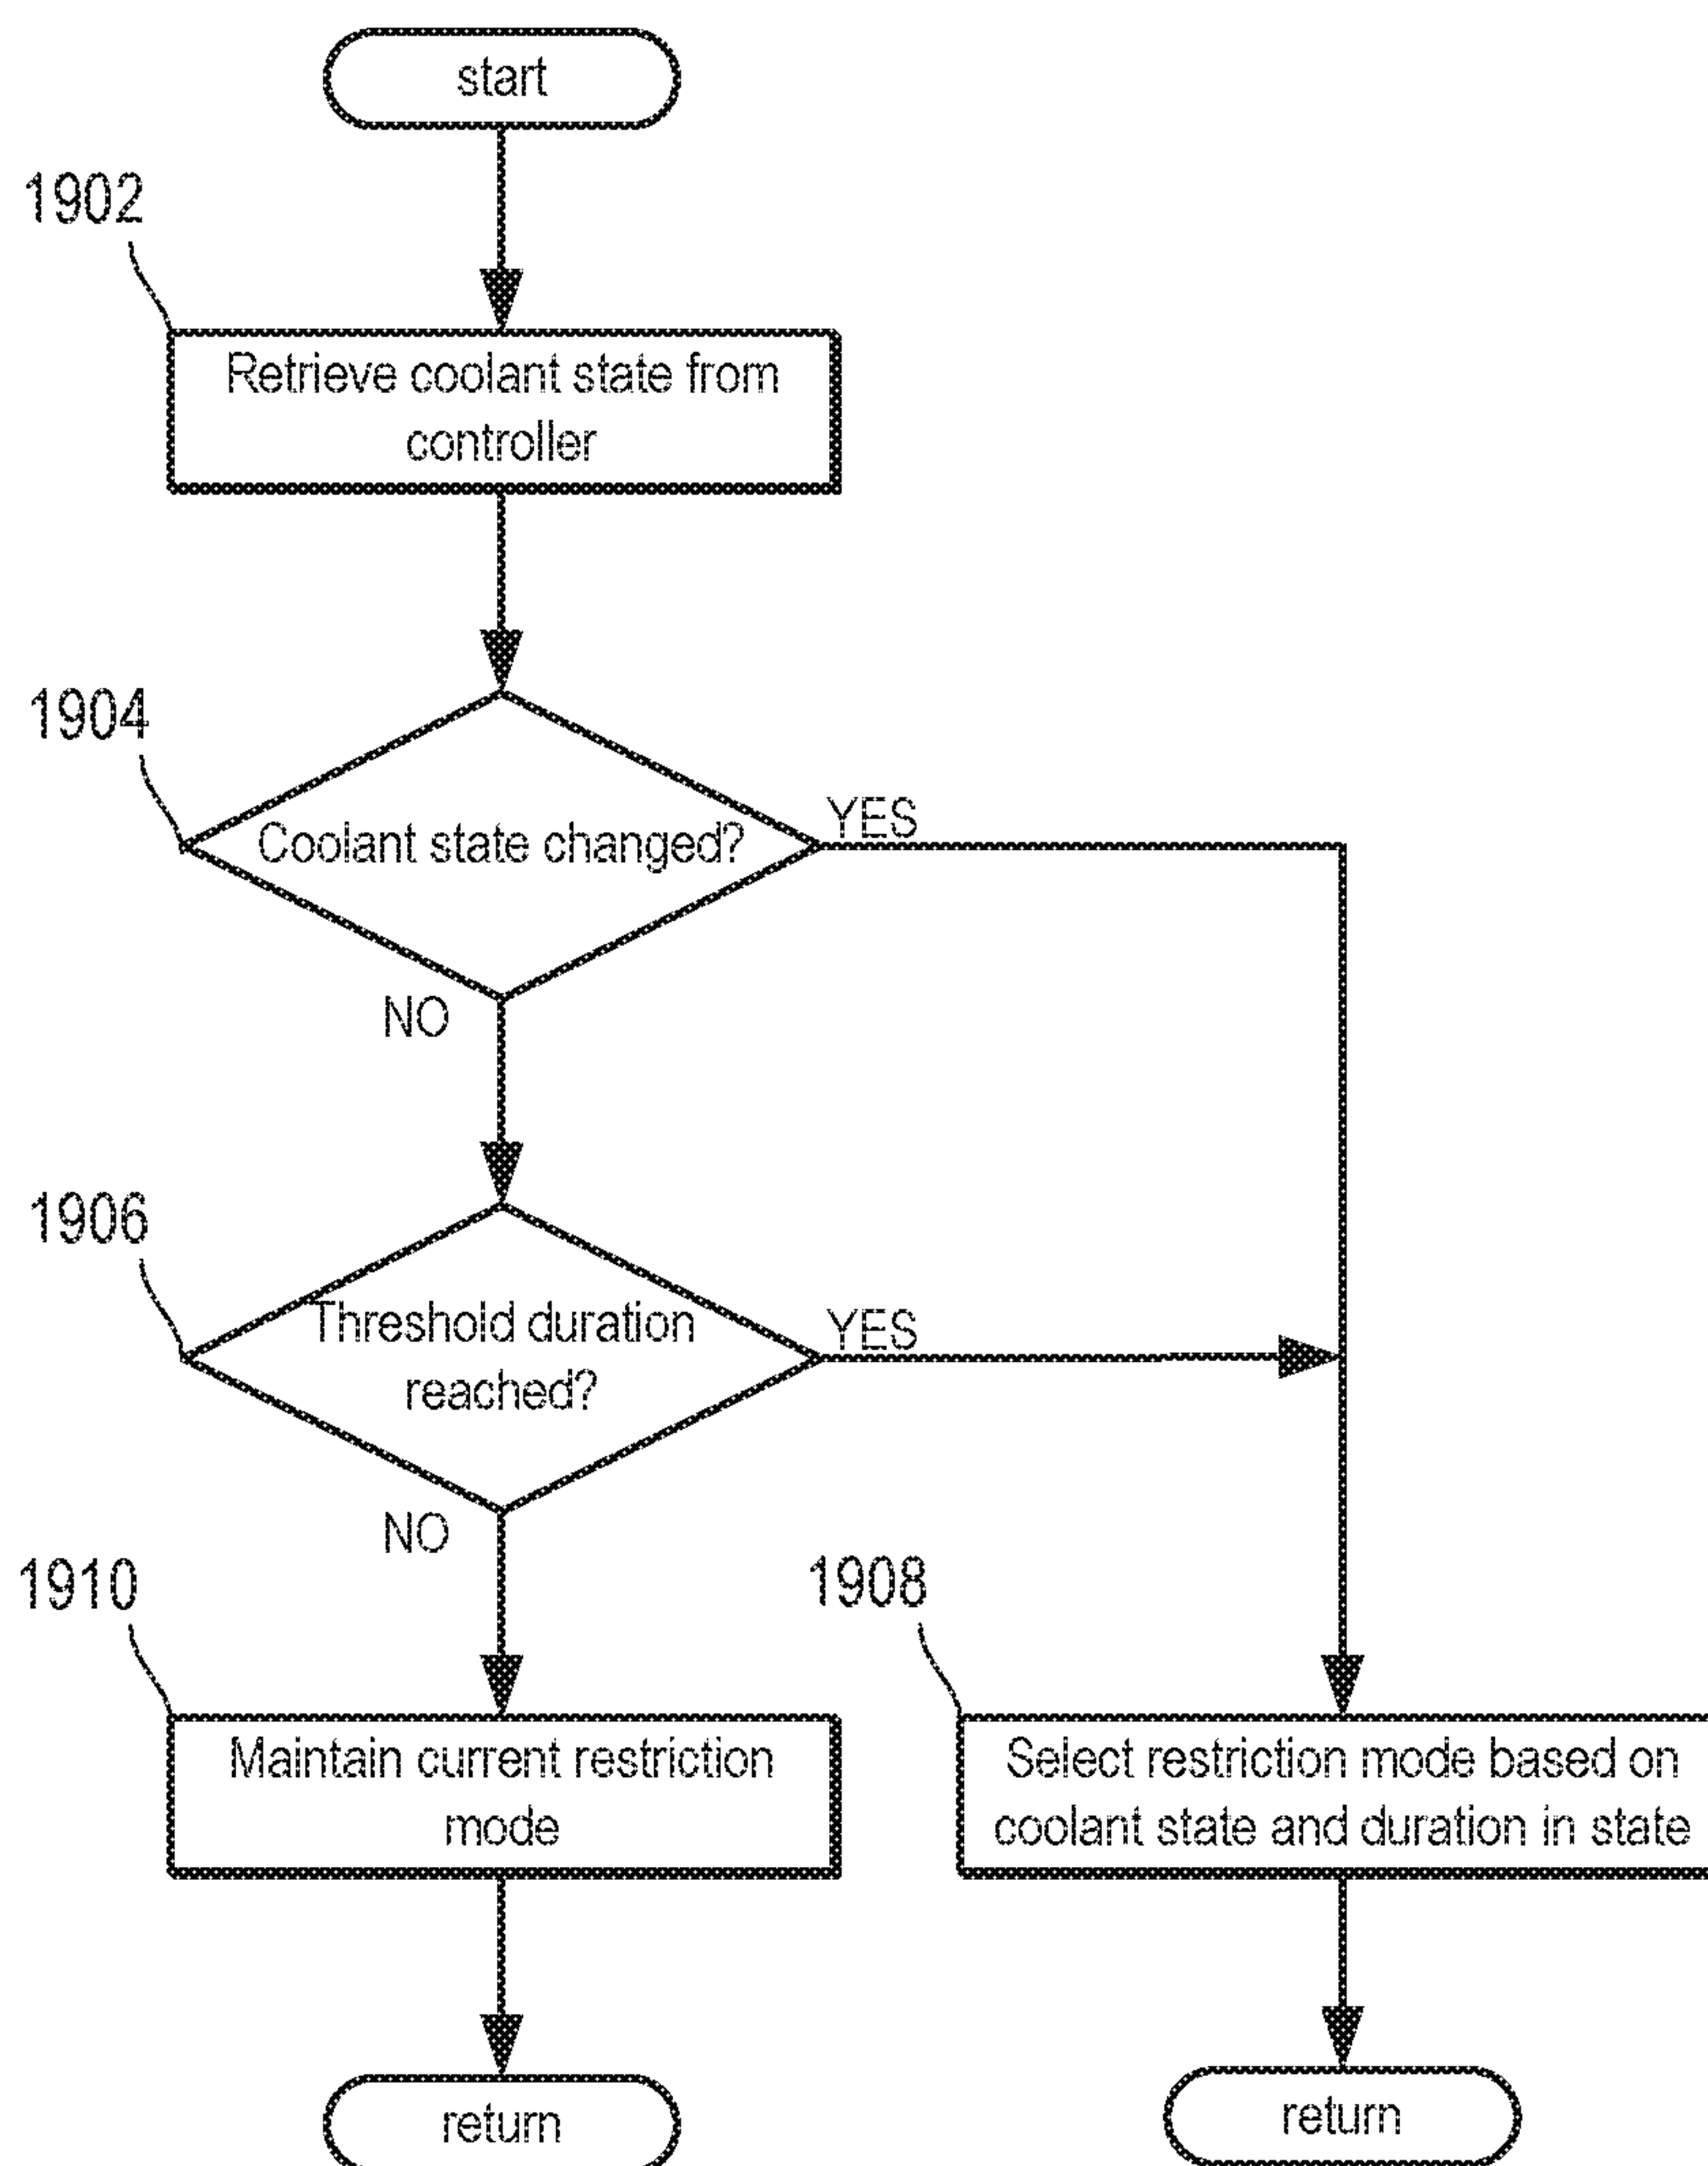 start
1902
Retrieve coolant state from
controller
1904
Coolant state changed?
YES
NO
1906
Threshold duration
reached?
YES
NO
1910
Maintain current restriction
mode
1908
Select restriction mode based on
coolant state and duration in state
return
return